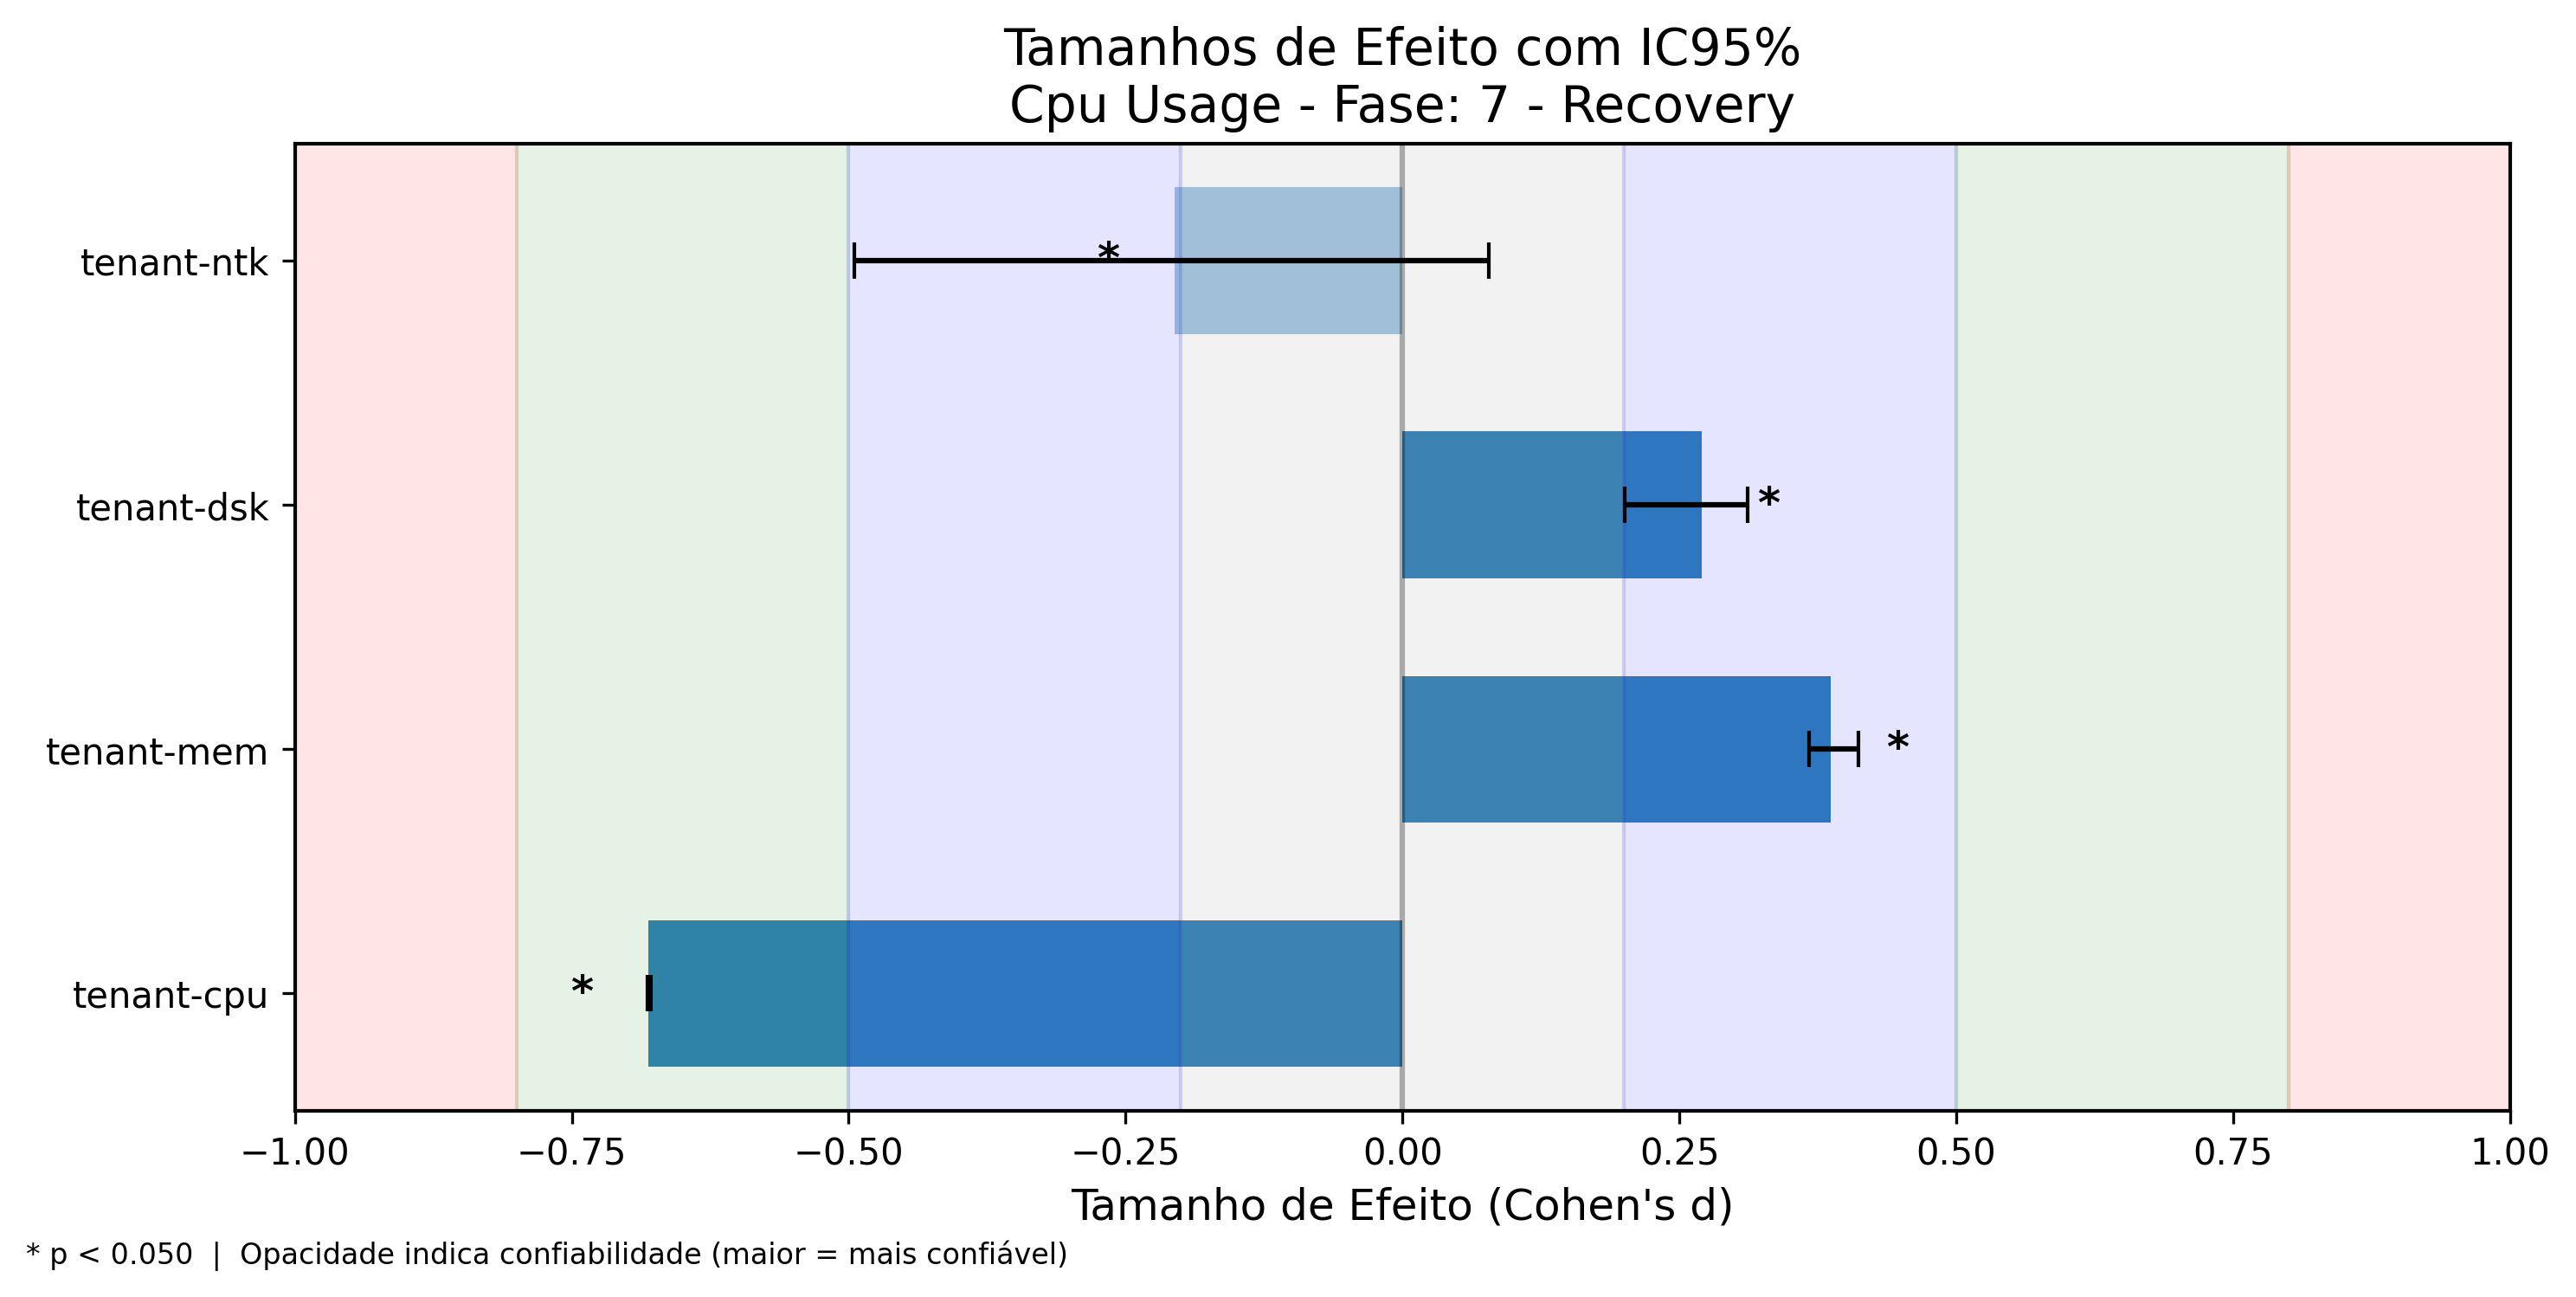 Tamanhos de Efeito com IC95%
Cpu Usage - Fase: 7 - Recovery
tenant-ntk
*
tenant-dsk
*
tenant-mem
*
tenant-cpu
*
−1.00 −0.75 −0.50 −0.25 0.00 0.25 0.50 0.75 1.00
Tamanho de Efeito (Cohen's d)
* p < 0.050 | Opacidade indica confiabilidade (maior = mais confiável)